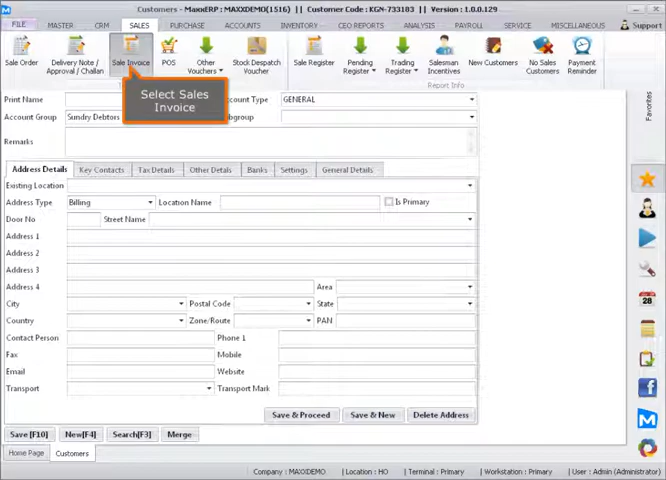 Customers - MaxxERP : MAXXDEMO(1516) || Customer Code : KGN-733183 || Version : 1.0.0.129
MASTER CRM SALES PURCHASE ACCOUNTS INVENTORY CEO REPORTS ANALYSIS PAYROLL SERVICE MISCELLANEOUS Support
Sale Order
Delivery Note /
Approval / Challan
Sale Invoice
POS
Other
Vouchers
Stock Despatch
Voucher
Sale Register
Pending
Register
Trading
Register
Salesman
Incentives
New Customers
No Sales
Customers
Payment
Reminder
Report Info
Select Sales
Invoice
Favorites
Print Name
ccount Type GENERAL
Account Group Sundry Debtors
ubgroup
Remarks
Address Details Key Contacts Tax Details Other Detals Banks Settings General Details
Existing Location
Address Type Billing Location Name Is Primary
Door No Street Name
Address 1
Address 2
Address 3
Address 4 Area
City Postal Code State
Country Zone/Route PAN
Contact Person Phone 1
Fax Mobile
Email Website
Transport Transport Mark
28
Save & Proceed Save & New Delete Address
Save [F10] New[F4] Search[F3] Merge
Home Page Customers
Company : MAXXDEMO Location : HO Terminal : Primary Workstation : Primary User : Admin (Administrator)